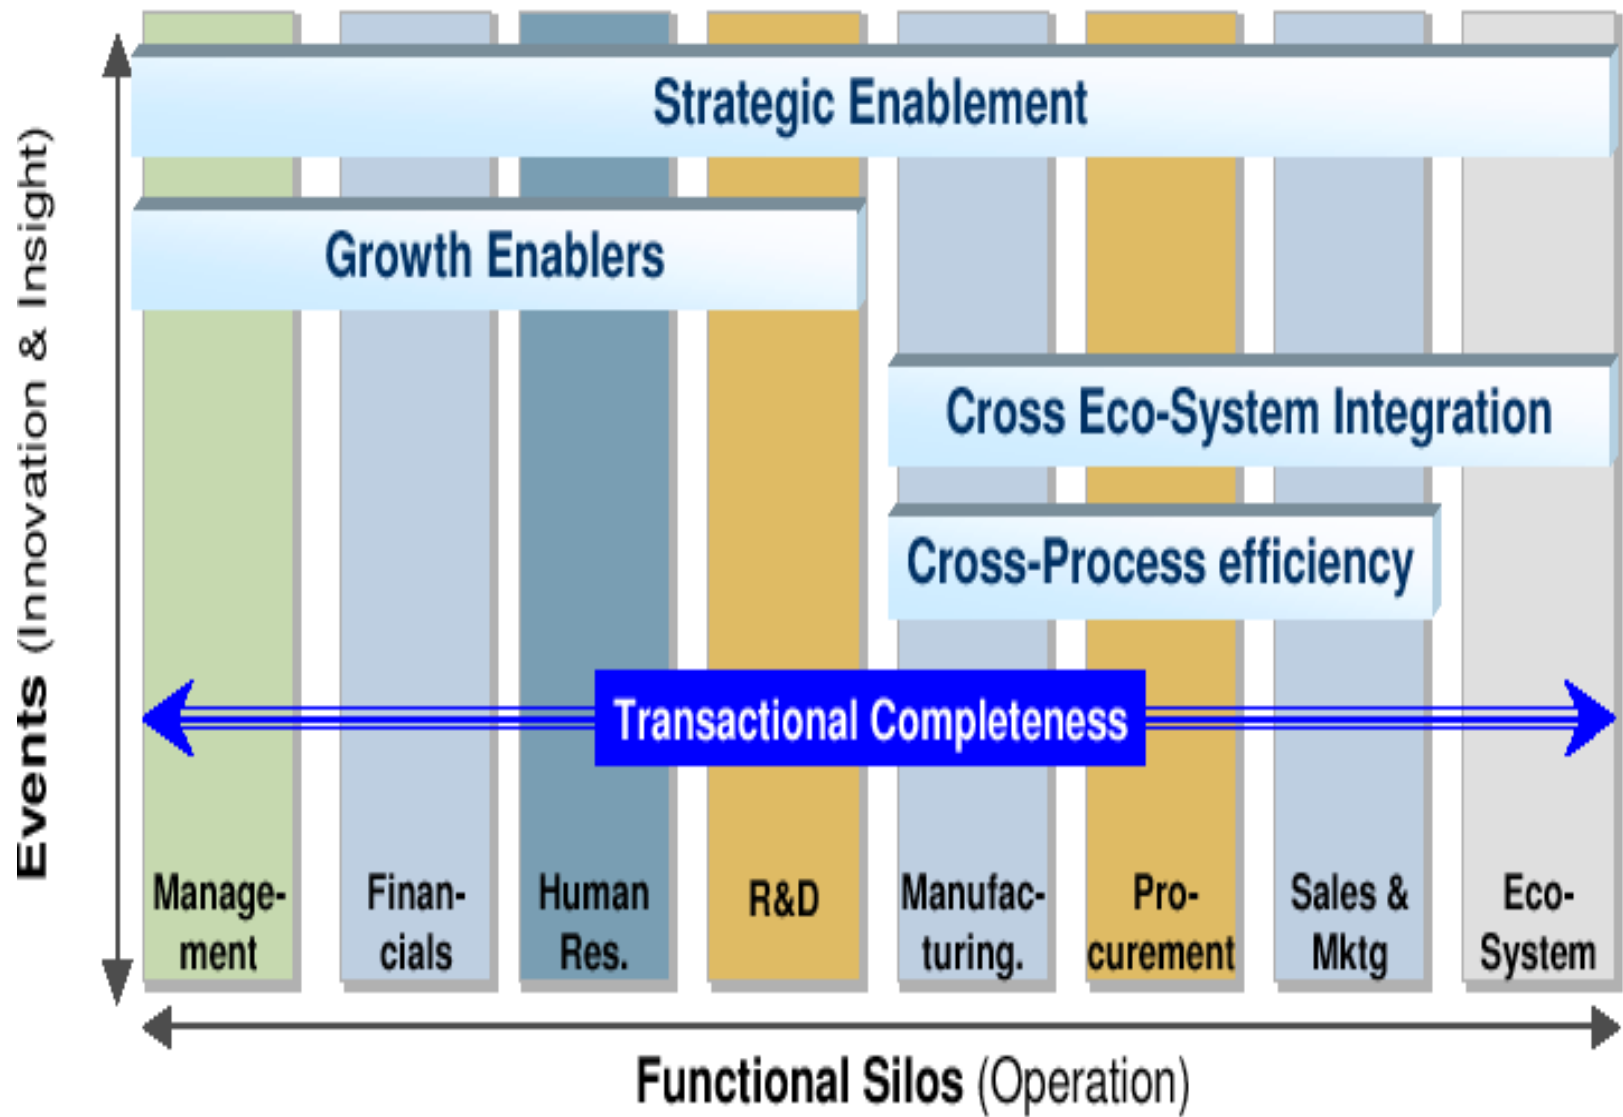 Strategic Enablement
Growth Enablers
Cross Eco-System Integration
Cross-Process efficiency
Transactional Completeness
Events (Innovation & Insight)
Manage-
ment
Finan-
cials
Human
Res.
R&D
Manufac-
turing.
Pro-
curement
Sales &
Mktg
Eco-
System
Functional Silos (Operation)